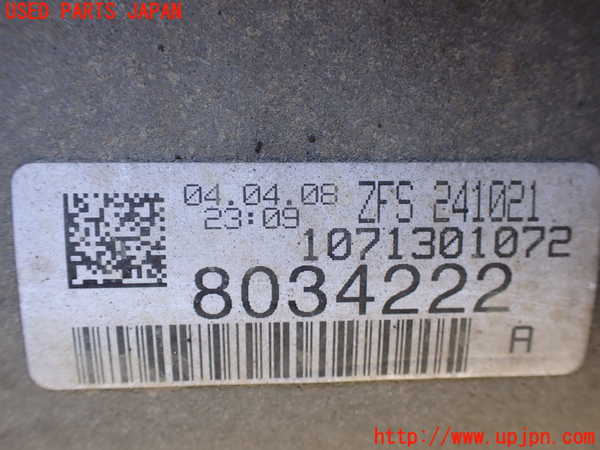 USED PARTS JAPAN
04.04.08 ZFS 241021
23:09 1071301072
8034222
A
http://www.upjpn.com/